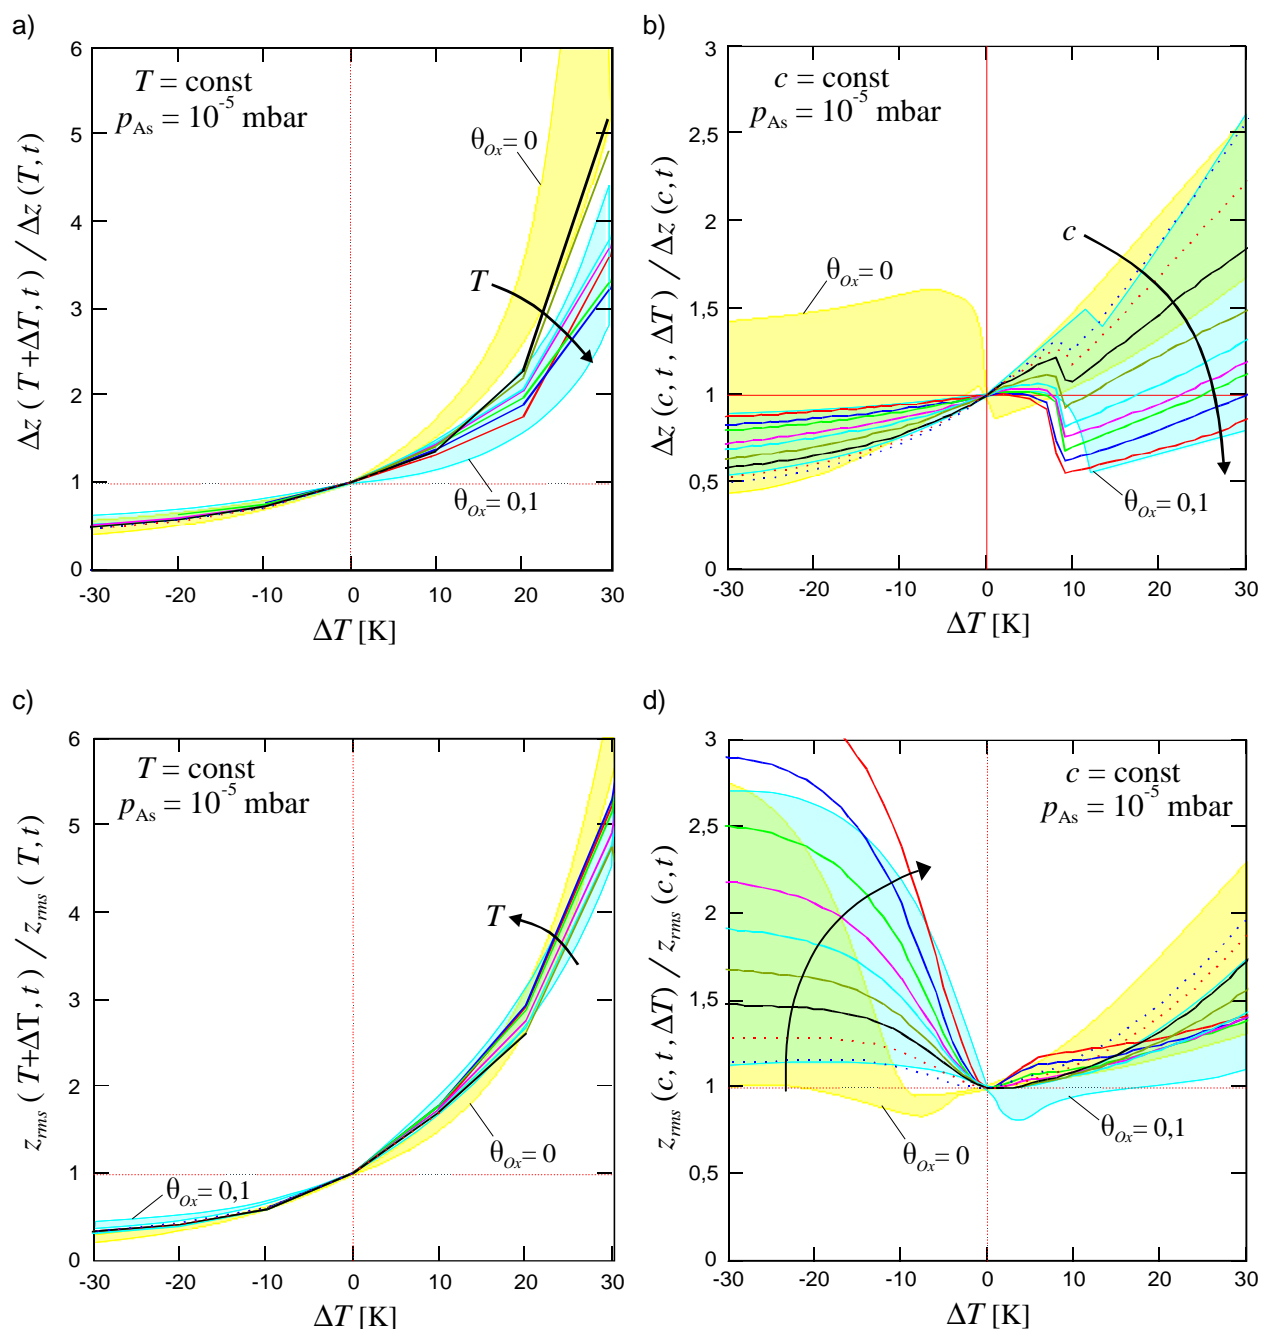 a)
6
5
4
3
2
1
0
-30 -20 -10 0 10 20 30
T = const
p_As = 10^-5 mbar
θ_Ox= 0
T
θ_Ox= 0,1
Δz ( T +ΔT, t ) / Δz ( T, t )
ΔT [K]
b)
3
2,5
2
1,5
1
0,5
0
-30 -20 -10 0 10 20 30
c = const
p_As = 10^-5 mbar
θ_Ox= 0
c
θ_Ox= 0,1
Δz ( c, t , ΔT ) / Δz ( c, t )
ΔT [K]
c)
6
5
4
3
2
1
0
-30 -20 -10 0 10 20 30
T = const
p_As = 10^-5 mbar
T
θ_Ox= 0
θ_Ox= 0,1
z_rms ( T+ΔT, t ) / z_rms ( T, t )
ΔT [K]
d)
3
2,5
2
1,5
1
0,5
0
-30 -20 -10 0 10 20 30
c = const
p_As = 10^-5 mbar
θ_Ox= 0
θ_Ox= 0,1
z_rms ( c, t, ΔT ) / z_rms ( c, t )
ΔT [K]